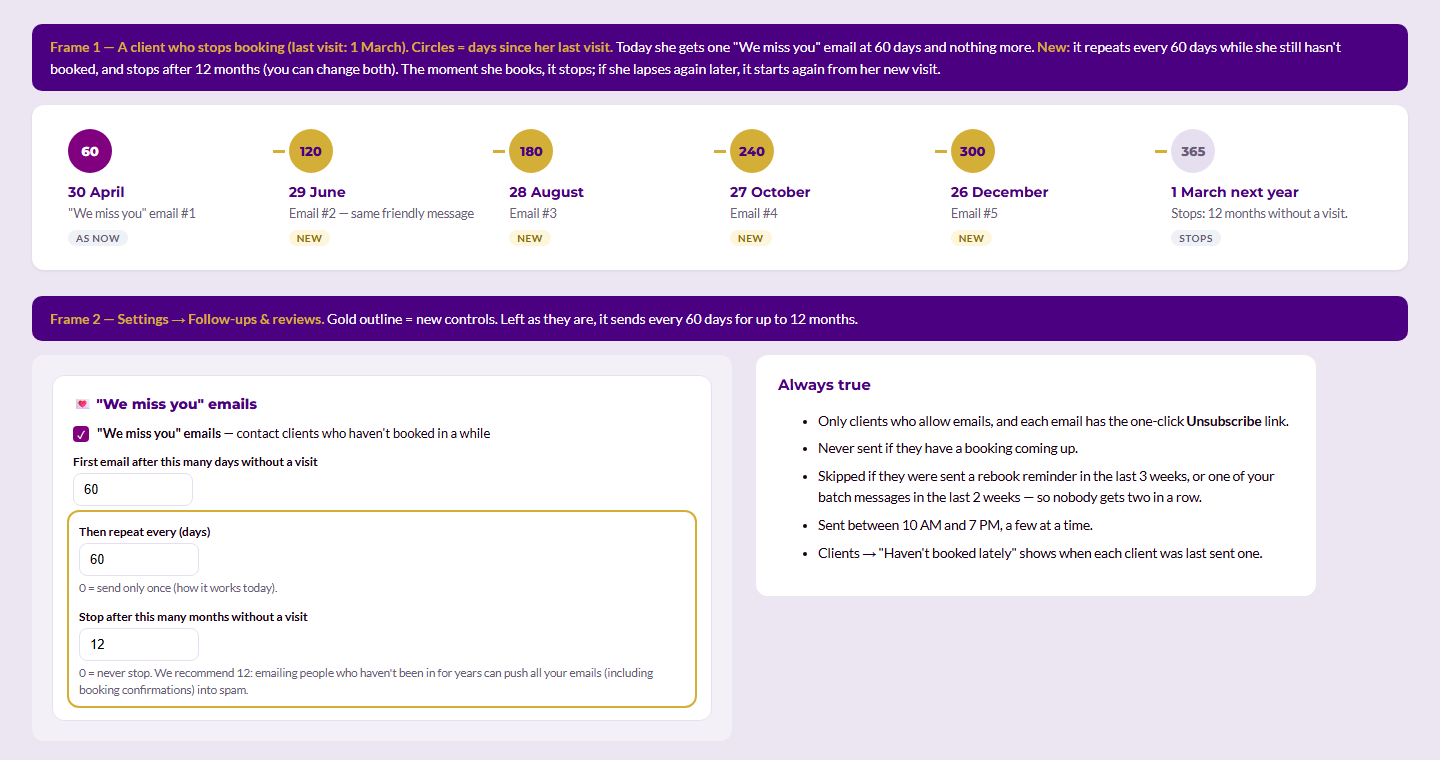 Frame 1 — A client who stops booking (last visit: 1 March). Circles = days since her last visit. Today she gets one "We miss you" email at 60 days and nothing more. New: it repeats every 60 days while she still hasn't
booked, and stops after 12 months (you can change both). The moment she books, it stops; if she lapses again later, it starts again from her new visit.
60
30 April
"We miss you" email #1
AS NOW
120
29 June
Email #2 — same friendly message
NEW
180
28 August
Email #3
NEW
240
27 October
Email #4
NEW
300
26 December
Email #5
NEW
365
1 March next year
Stops: 12 months without a visit.
STOPS
Frame 2 — Settings → Follow-ups & reviews. Gold outline = new controls. Left as they are, it sends every 60 days for up to 12 months.
"We miss you" emails
"We miss you" emails — contact clients who haven't booked in a while
First email after this many days without a visit
60
Then repeat every (days)
60
0 = send only once (how it works today).
Stop after this many months without a visit
12
0 = never stop. We recommend 12: emailing people who haven't been in for years can push all your emails (including
booking confirmations) into spam.
Always true
• Only clients who allow emails, and each email has the one-click Unsubscribe link.
• Never sent if they have a booking coming up.
• Skipped if they were sent a rebook reminder in the last 3 weeks, or one of your
batch messages in the last 2 weeks — so nobody gets two in a row.
• Sent between 10 AM and 7 PM, a few at a time.
• Clients → "Haven't booked lately" shows when each client was last sent one.